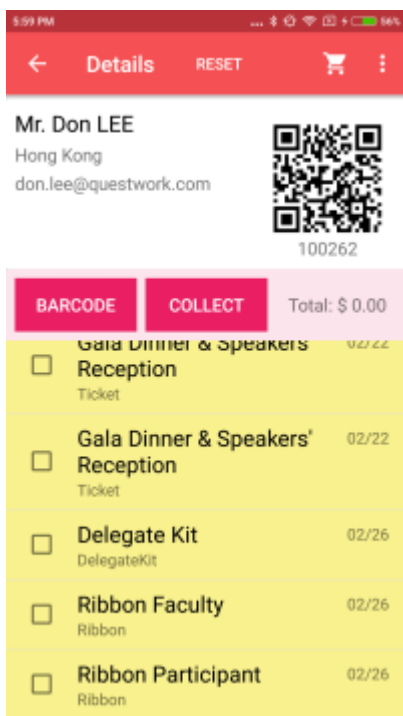 5:59 PM ... 56%
Details RESET
Mr. Don LEE
Hong Kong
don.lee@questwork.com
100262
BARCODE COLLECT Total: $ 0.00
Gala Dinner & Speakers' 02/22
Reception
Ticket
Gala Dinner & Speakers' 02/22
Reception
Ticket
Delegate Kit 02/26
DelegateKit
Ribbon Faculty 02/26
Ribbon
Ribbon Participant 02/26
Ribbon